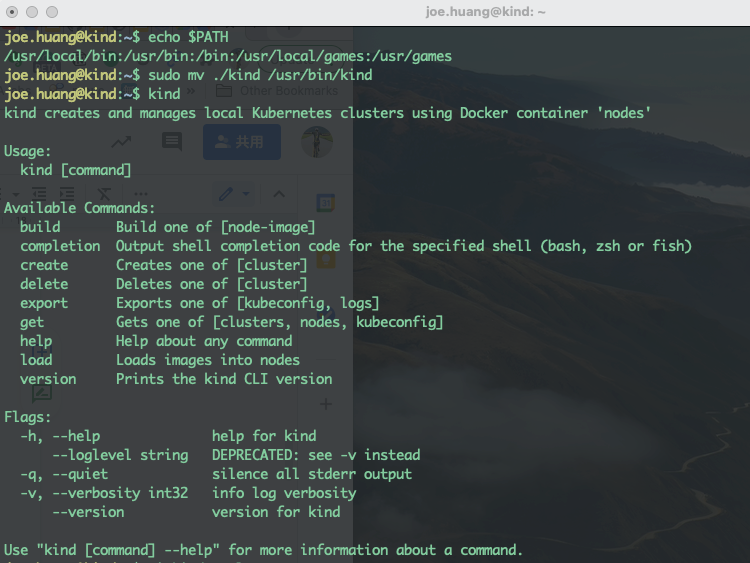 joe.huang@kind: ~
joe.huang@kind:~$ echo $PATH
/usr/local/bin:/usr/bin:/bin:/usr/local/games:/usr/games
joe.huang@kind:~$ sudo mv ./kind /usr/bin/kind
Other Bookmarks
joe.huang@kind:~$ kind
kind creates and manages local Kubernetes clusters using Docker container 'nodes'
共用
Usage:
  kind [command]
Available Commands:
  build       Build one of [node-image]
  completion  Output shell completion code for the specified shell (bash, zsh or fish)
  create      Creates one of [cluster]
  delete      Deletes one of [cluster]
  export      Exports one of [kubeconfig, logs]
  get         Gets one of [clusters, nodes, kubeconfig]
  help        Help about any command
  load        Loads images into nodes
  version     Prints the kind CLI version
Flags:
  -h, --help              help for kind
      --loglevel string   DEPRECATED: see -v instead
  -q, --quiet             silence all stderr output
  -v, --verbosity int32   info log verbosity
      --version           version for kind
Use "kind [command] --help" for more information about a command.